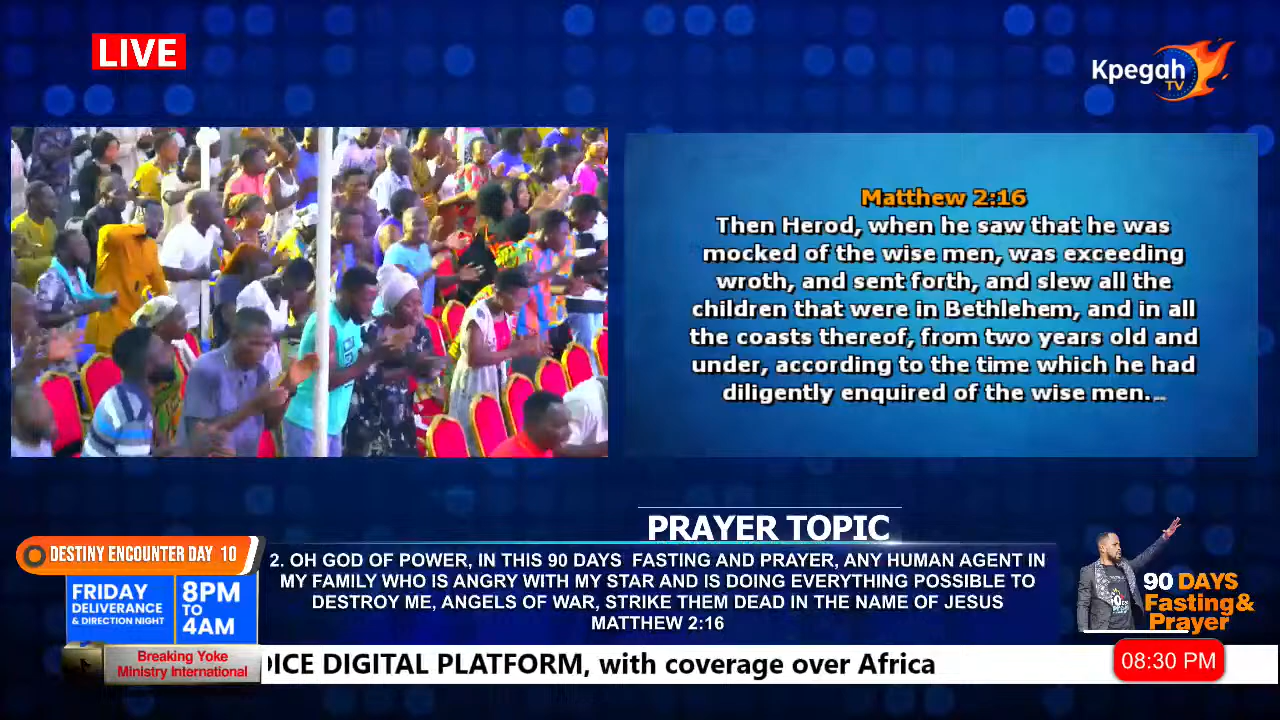 LIVE
Kpegah
TV
Matthew 2:16
Then Herod, when he saw that he was
mocked of the wise men, was exceeding
wroth, and sent forth, and slew all the
children that were in Bethlehem, and in all
the coasts thereof, from two years old and
under, according to the time which he had
diligently enquired of the wise men.
PRAYER TOPIC
2. OH GOD OF POWER, IN THIS 90 DAYS FASTING AND PRAYER, ANY HUMAN AGENT IN
MY FAMILY WHO IS ANGRY WITH MY STAR AND IS DOING EVERYTHING POSSIBLE TO
DESTROY ME, ANGELS OF WAR, STRIKE THEM DEAD IN THE NAME OF JESUS
MATTHEW 2:16
DESTINY ENCOUNTER DAY 10
FRIDAY
DELIVERANCE
& DIRECTION NIGHT
8PM
TO
4AM
90 DAYS
Fasting&
Prayer
Breaking Yoke
Ministry International
OICE DIGITAL PLATFORM, with coverage over Africa
08:30 PM